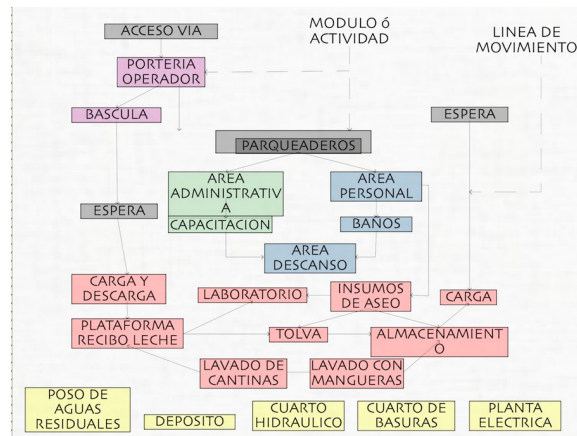 ACCESO VIA
MODULO ó
ACTIVIDAD
LINEA DE
MOVIMIENTO
PORTERIA
OPERADOR
BASCULA
ESPERA
PARQUEADEROS
AREA
ADMINISTRATIV
A
CAPACITACION
AREA
PERSONAL
BAÑOS
ESPERA
AREA
DESCANSO
CARGA Y
DESCARGA
LABORATORIO
INSUMOS
DE ASEO
CARGA
PLATAFORMA
RECIBO LECHE
TOLVA
ALMACENAMIENT
O
LAVADO DE
CANTINAS
LAVADO CON
MANGUERAS
POSO DE
AGUAS
RESIDUALES
DEPOSITO
CUARTO
HIDRAULICO
CUARTO DE
BASURAS
PLANTA
ELECTRICA